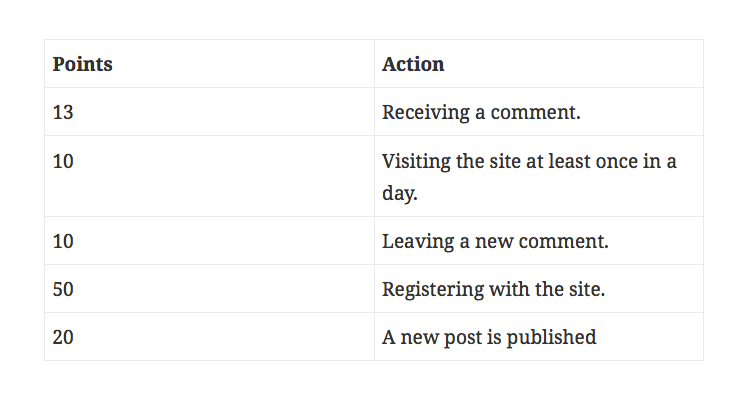 Points Action
13 Receiving a comment.
10 Visiting the site at least once in a
day.
10 Leaving a new comment.
50 Registering with the site.
20 A new post is published